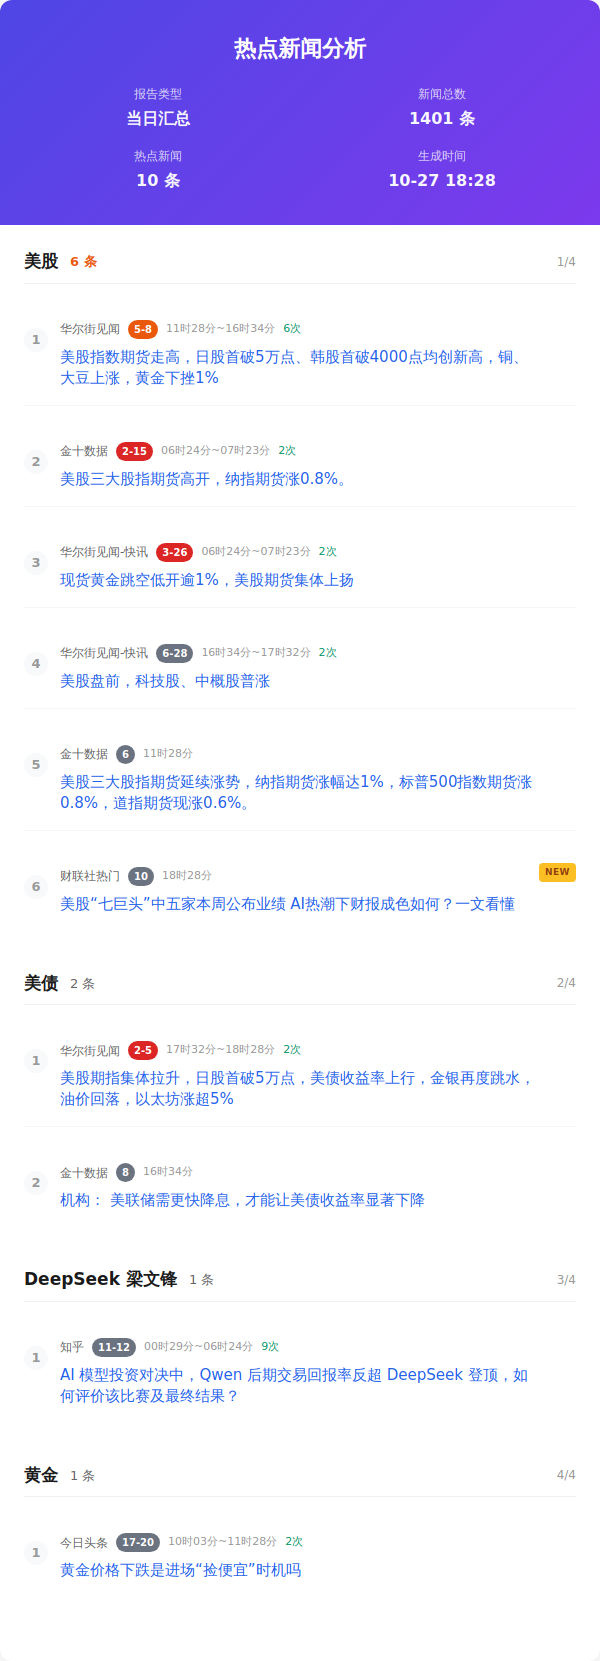 热点新闻分析
报告类型
新闻总数
当日汇总
1401 条
热点新闻
生成时间
10 条
10-27 18:28
美股 6 条 1/4
1
华尔街见闻 5-8 11时28分~16时34分 6次
美股指数期货走高，日股首破5万点、韩股首破4000点均创新高，铜、
大豆上涨，黄金下挫1%
2
金十数据 2-15 06时24分~07时23分 2次
美股三大股指期货高开，纳指期货涨0.8%。
3
华尔街见闻-快讯 3-26 06时24分~07时23分 2次
现货黄金跳空低开逾1%，美股期货集体上扬
4
华尔街见闻-快讯 6-28 16时34分~17时32分 2次
美股盘前，科技股、中概股普涨
5
金十数据 6 11时28分
美股三大股指期货延续涨势，纳指期货涨幅达1%，标普500指数期货涨
0.8%，道指期货现涨0.6%。
6
财联社热门 10 18时28分 NEW
美股“七巨头”中五家本周公布业绩 AI热潮下财报成色如何？一文看懂
美债 2 条 2/4
1
华尔街见闻 2-5 17时32分~18时28分 2次
美股期指集体拉升，日股首破5万点，美债收益率上行，金银再度跳水，
油价回落，以太坊涨超5%
2
金十数据 8 16时34分
机构： 美联储需更快降息，才能让美债收益率显著下降
DeepSeek 梁文锋 1 条 3/4
1
知乎 11-12 00时29分~06时24分 9次
AI 模型投资对决中，Qwen 后期交易回报率反超 DeepSeek 登顶，如
何评价该比赛及最终结果？
黄金 1 条 4/4
1
今日头条 17-20 10时03分~11时28分 2次
黄金价格下跌是进场“捡便宜”时机吗